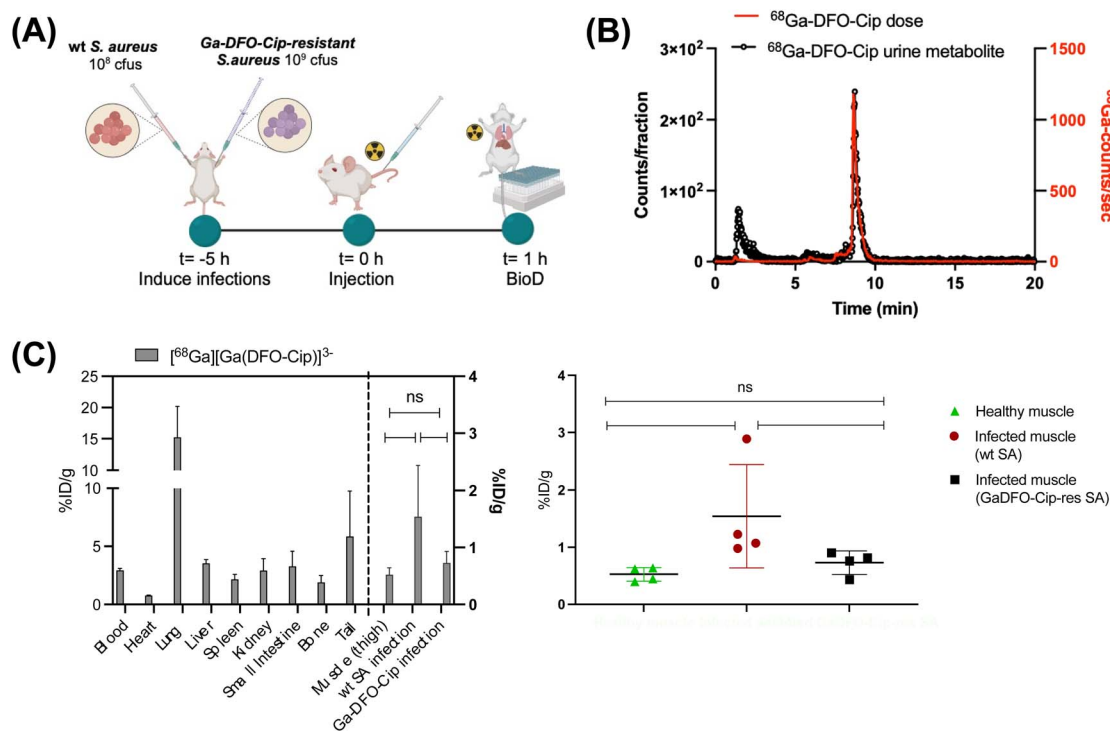 (A)
wt S. aureus
10⁸ cfus
Ga-DFO-Cip-resistant
S.aureus 10⁹ cfus
t= -5 h
Induce infections
t= 0 h
Injection
t= 1 h
BioD
(B)
⁶⁸Ga-DFO-Cip dose
⁶⁸Ga-DFO-Cip urine metabolite
3×10²
2×10²
1×10²
0
Counts/fraction
1500
1000
500
0
⁶⁸Ga-counts/sec
0 5 10 15 20
Time (min)
(C)
[⁶⁸Ga][Ga(DFO-Cip)]³⁻
25
20
15
10
10
5
0
%ID/g
4
3
2
1
0
%ID/g
ns
Blood
Heart
Lung
Liver
Spleen
Kidney
Small Intestine
Bone
Tail
Muscle (thigh)
wt SA infection
Ga-DFO-Cip infection
4
3
2
1
0
%ID/g
ns
Healthy muscle
Infected muscle
(wt SA)
Infected muscle
(GaDFO-Cip-res SA)